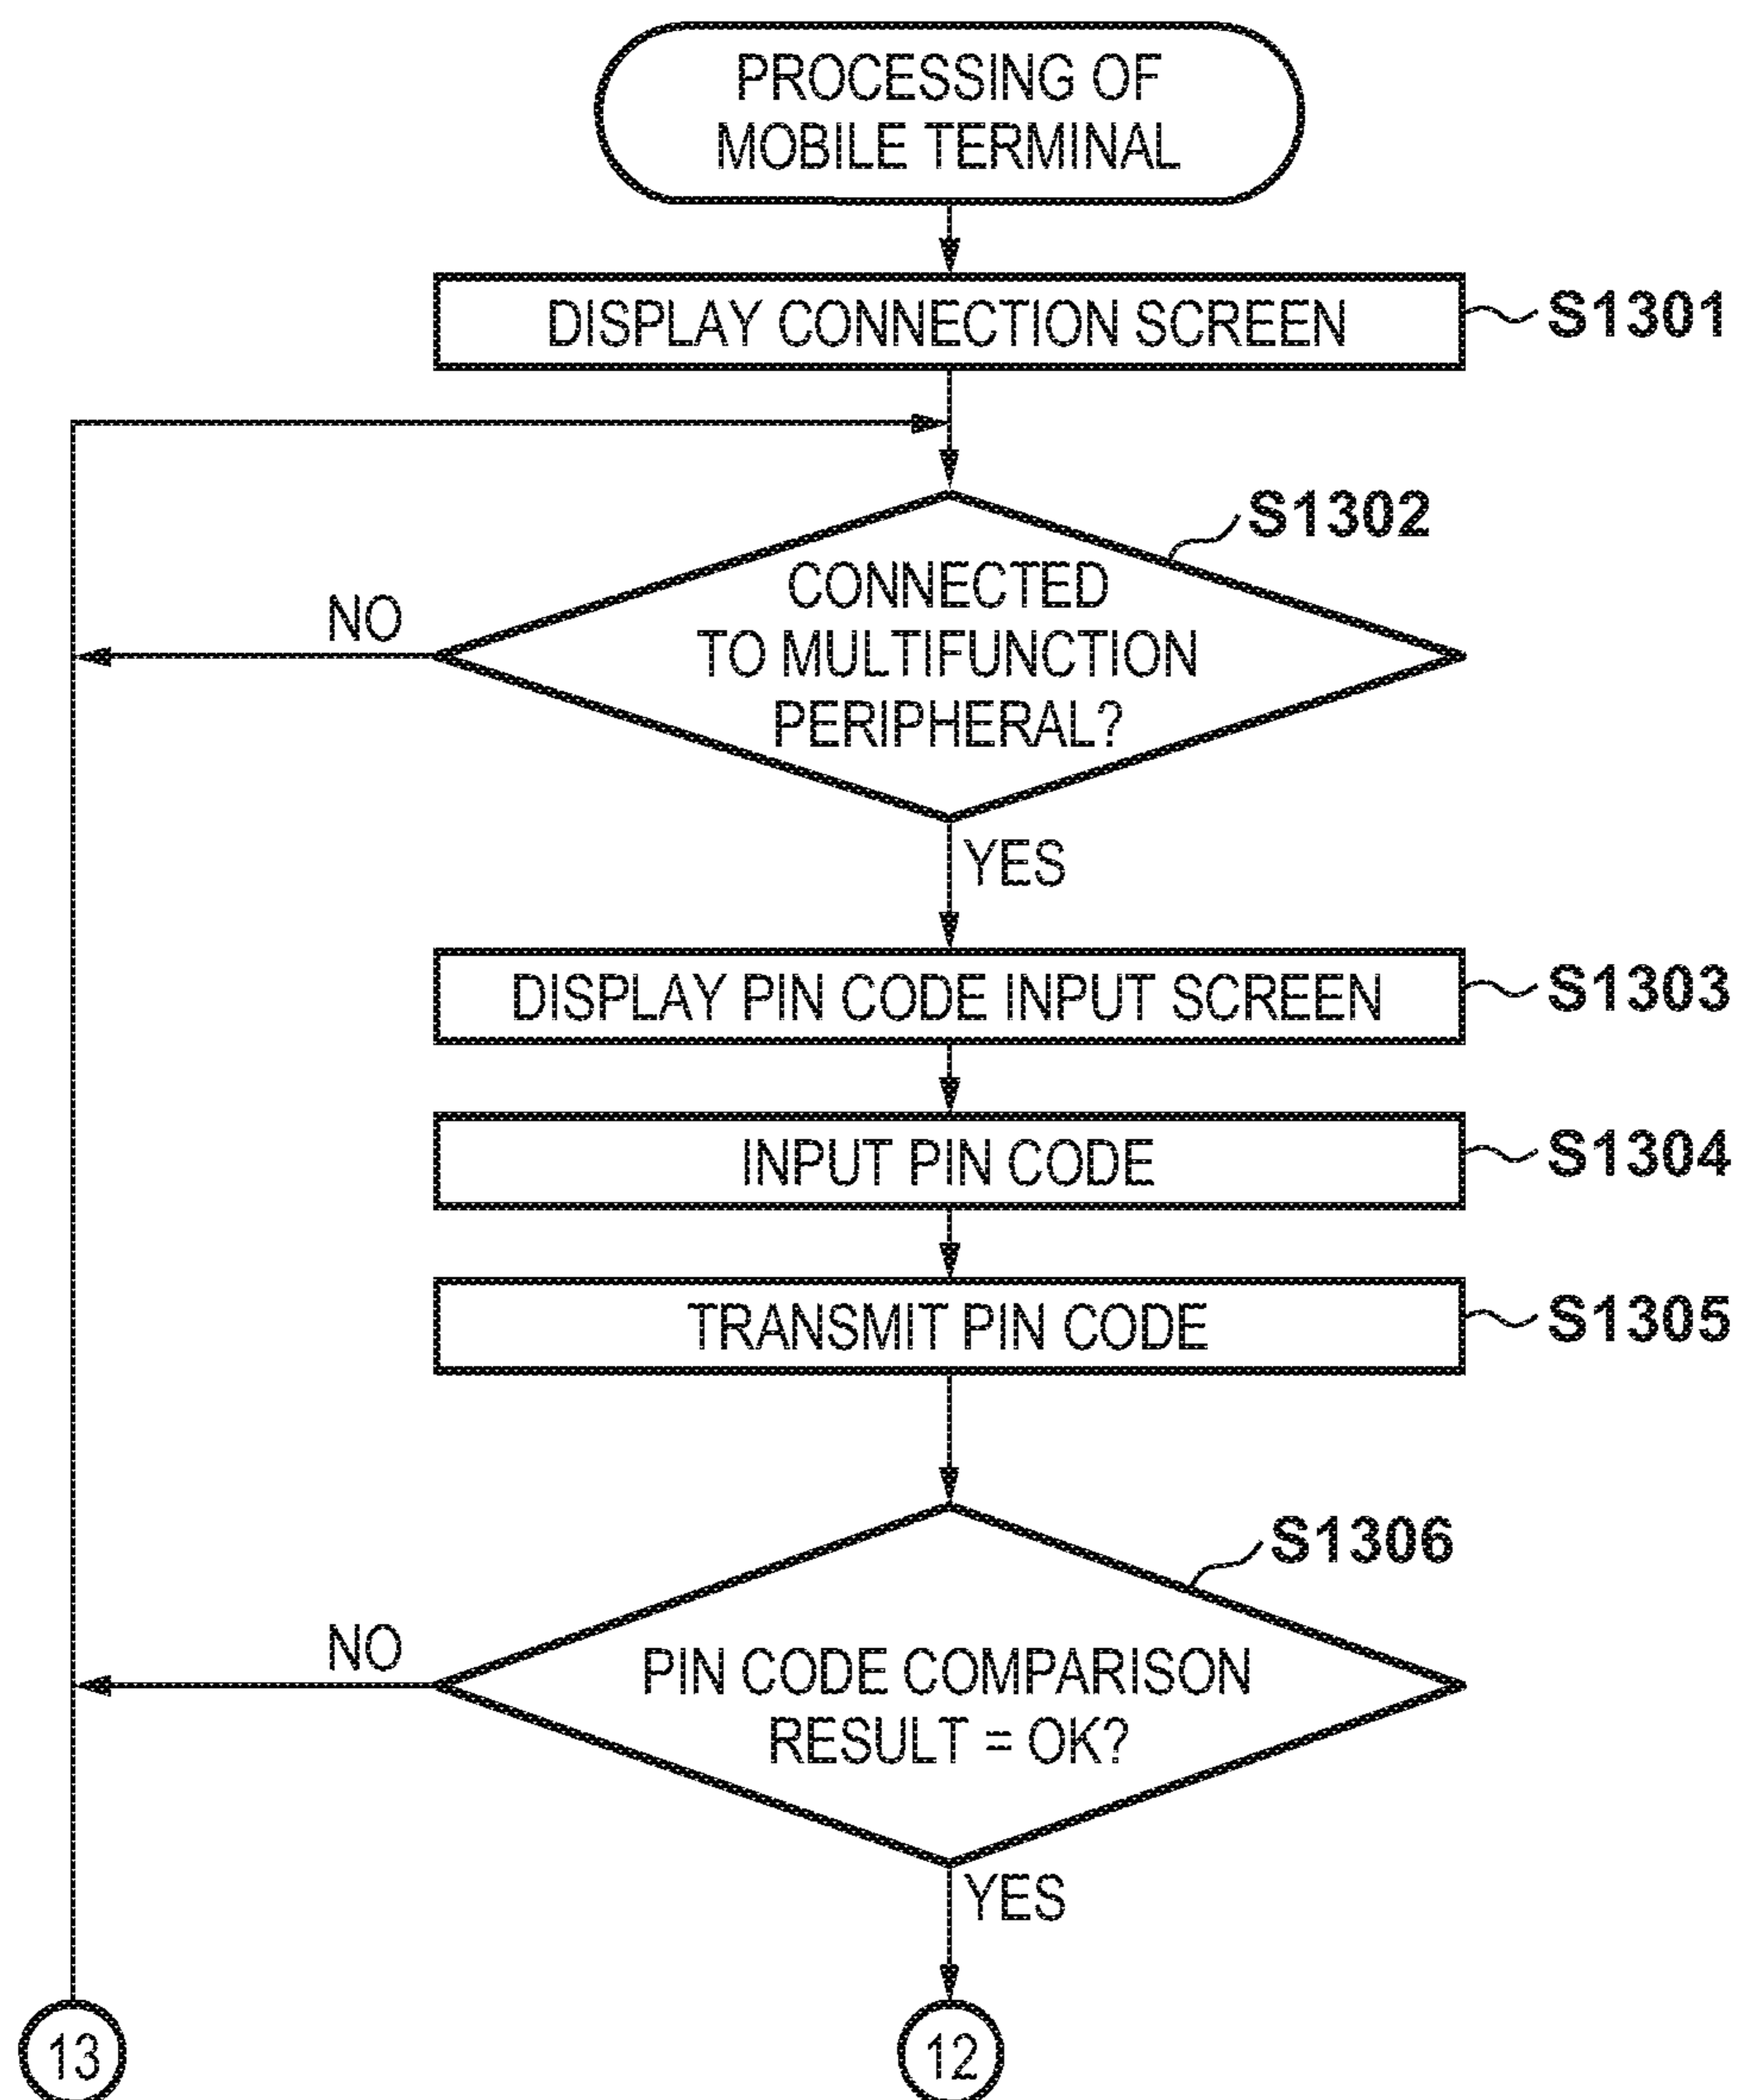 PROCESSING OF
MOBILE TERMINAL
DISPLAY CONNECTION SCREEN
S1301
S1302
CONNECTED
TO MULTIFUNCTION
PERIPHERAL?
NO
YES
DISPLAY PIN CODE INPUT SCREEN
S1303
INPUT PIN CODE
S1304
TRANSMIT PIN CODE
S1305
S1306
PIN CODE COMPARISON
RESULT = OK?
NO
YES
13
12